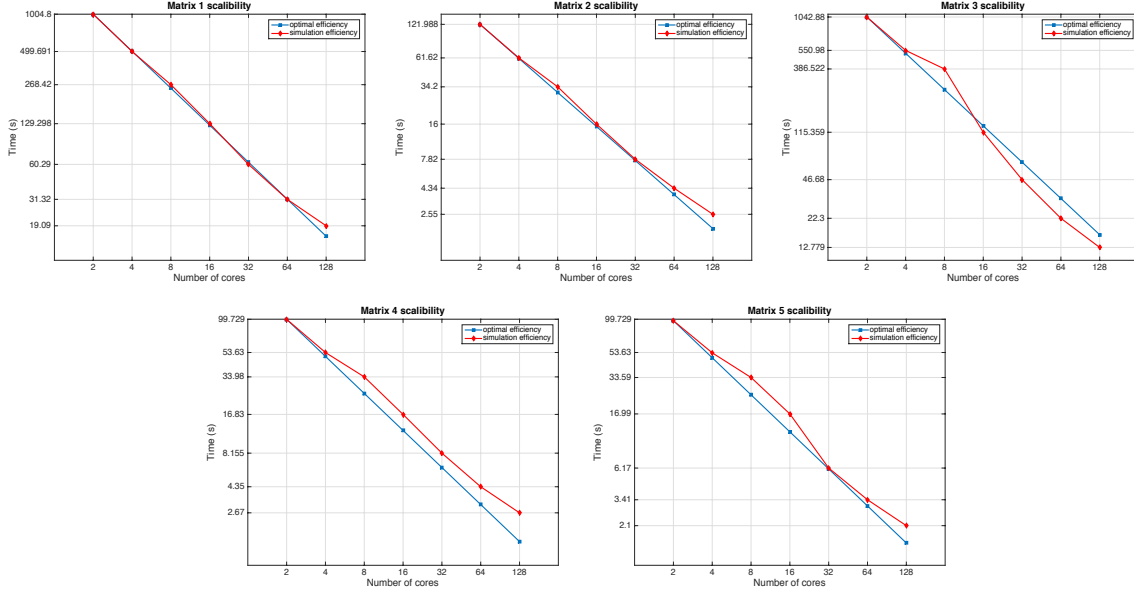 Matrix 1 scalibility
1004.8
499.691
268.42
129.298
60.29
31.32
19.09
Time (s)
optimal efficiency
simulation efficiency
2 4 8 16 32 64 128
Number of cores
Matrix 2 scalibility
121.988
61.62
34.2
16
7.82
4.34
2.55
Time (s)
optimal efficiency
simulation efficiency
2 4 8 16 32 64 128
Number of cores
Matrix 3 scalibility
1042.88
550.98
386.522
115.359
46.68
22.3
12.779
Time (s)
optimal efficiency
simulation efficiency
2 4 8 16 32 64 128
Number of cores
Matrix 4 scalibility
99.729
53.63
33.98
16.83
8.155
4.35
2.67
Time (s)
optimal efficiency
simulation efficiency
2 4 8 16 32 64 128
Number of cores
Matrix 5 scalibility
99.729
53.63
33.59
16.99
6.17
3.41
2.1
Time (s)
optimal efficiency
simulation efficiency
2 4 8 16 32 64 128
Number of cores